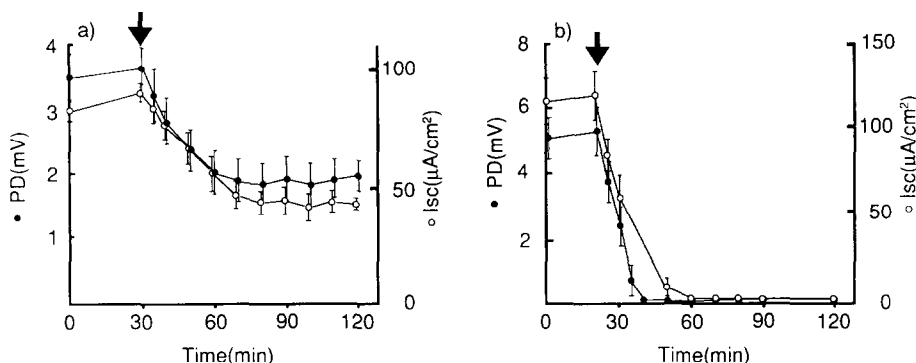 a)
4
3
2
1
● PD(mV)
100
50
0
○ Isc(μA/cm²)
0 30 60 90 120
Time(min)
b)
8
6
4
2
● PD(mV)
150
100
50
0
○ Isc(μA/cm²)
0 30 60 90 120
Time(min)